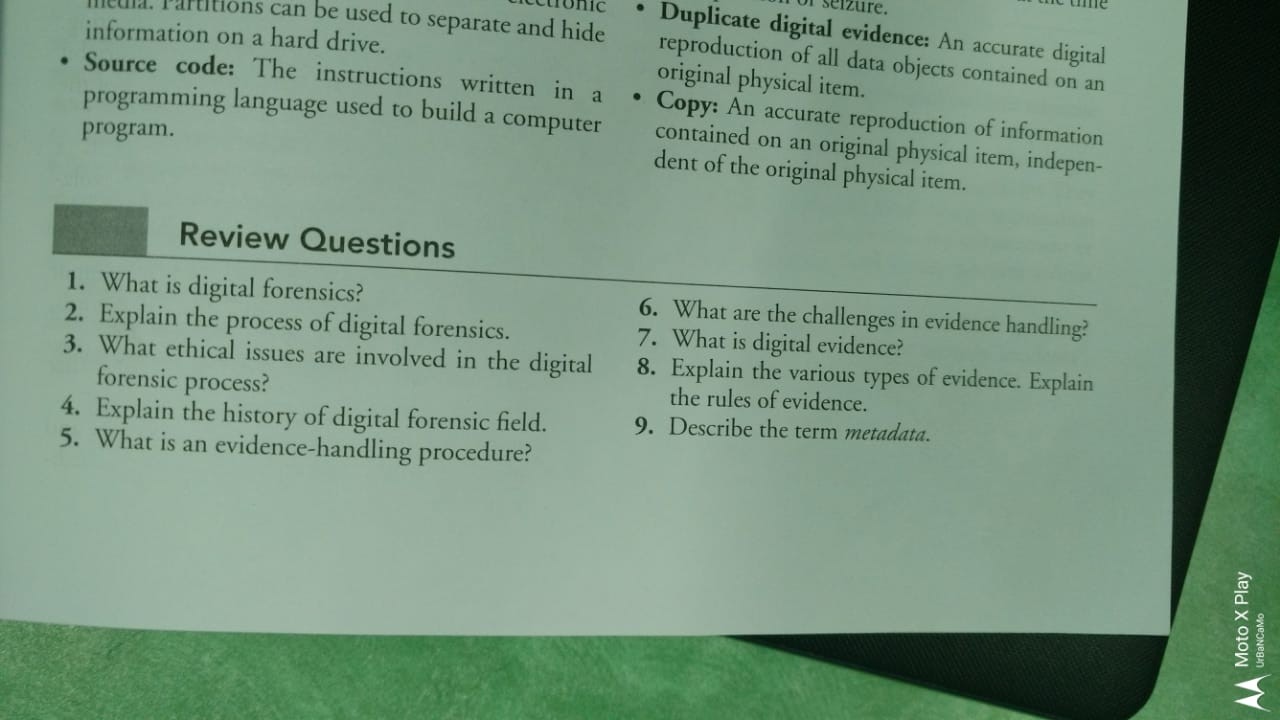 media. Partitions can be used to separate and hide
information on a hard drive.
• Source code: The instructions written in a
programming language used to build a computer
program.
seizure.
• Duplicate digital evidence: An accurate digital
reproduction of all data objects contained on an
original physical item.
• Copy: An accurate reproduction of information
contained on an original physical item, indepen-
dent of the original physical item.
Review Questions
1. What is digital forensics?
2. Explain the process of digital forensics.
3. What ethical issues are involved in the digital
forensic process?
4. Explain the history of digital forensic field.
5. What is an evidence-handling procedure?
6. What are the challenges in evidence handling?
7. What is digital evidence?
8. Explain the various types of evidence. Explain
the rules of evidence.
9. Describe the term metadata.
Moto X Play
UrBaNCaMo